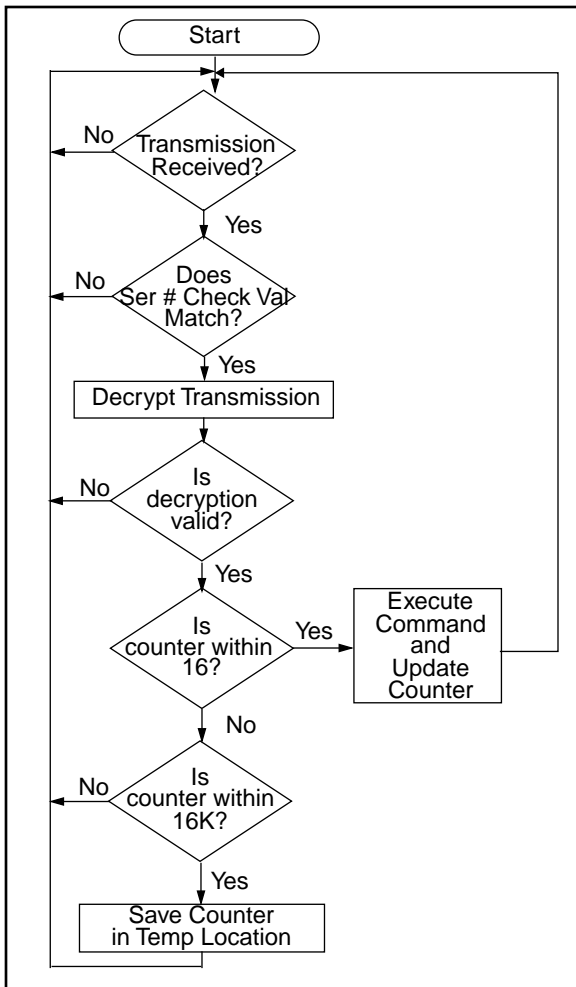 Start
No
Transmission
Received?
Yes
No
Does
Ser # Check Val
Match?
Yes
Decrypt Transmission
No
Is
decryption
valid?
Yes
Is
counter within
16?
Yes
Execute
Command
and
Update
Counter
No
No
Is
counter within
16K?
Yes
Save Counter
in Temp Location